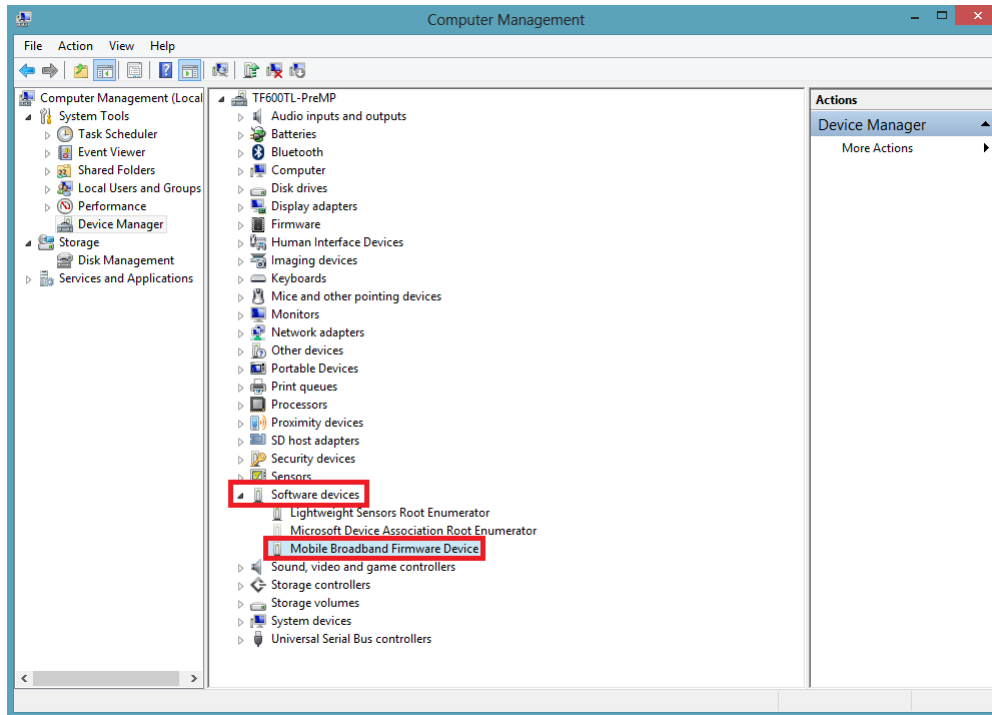 Computer Management
File Action View Help
Computer Management (Local
System Tools
Task Scheduler
Event Viewer
Shared Folders
Local Users and Groups
Performance
Device Manager
Storage
Disk Management
Services and Applications
TF600TL-PreMP
Audio inputs and outputs
Batteries
Bluetooth
Computer
Disk drives
Display adapters
Firmware
Human Interface Devices
Imaging devices
Keyboards
Mice and other pointing devices
Monitors
Network adapters
Other devices
Portable Devices
Print queues
Processors
Proximity devices
SD host adapters
Security devices
Sensors
Software devices
Lightweight Sensors Root Enumerator
Microsoft Device Association Root Enumerator
Mobile Broadband Firmware Device
Sound, video and game controllers
Storage controllers
Storage volumes
System devices
Universal Serial Bus controllers
Actions
Device Manager
More Actions